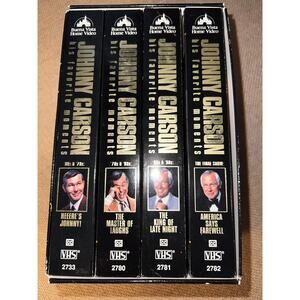 Buena Vista
Home Video
JOHNNY CARSON
his favorite moments
'60s & '70s:
HEEERE'S
JOHNNY!
VHS
2733
Buena Vista
Home Video
JOHNNY CARSON
his favorite moments
'70s & '80s:
THE
MASTER OF
LAUGHS
VHS
2780
Buena Vista
Home Video
JOHNNY CARSON
his favorite moments
THE
KING OF
LATE NIGHT
VHS
2781
Buena Vista
Home Video
JOHNNY CARSON
his favorite moments
THE FINAL SHOW:
AMERICA
SAYS
FAREWELL
VHS
2782